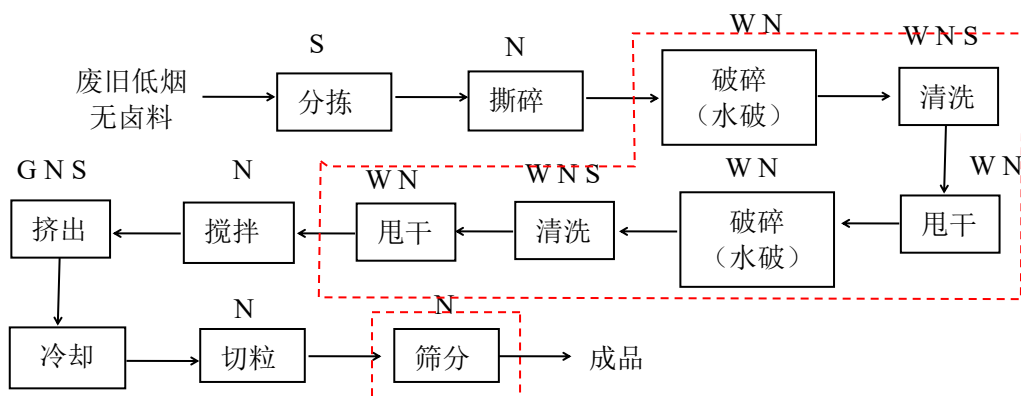 W N
S
N
W N S
废旧低烟
无卤料
分拣
撕碎
破碎
（水破）
清洗
G N S
N
W N
W N S
W N
W N
挤出
搅拌
甩干
清洗
破碎
（水破）
甩干
N
N
冷却
切粒
筛分
成品